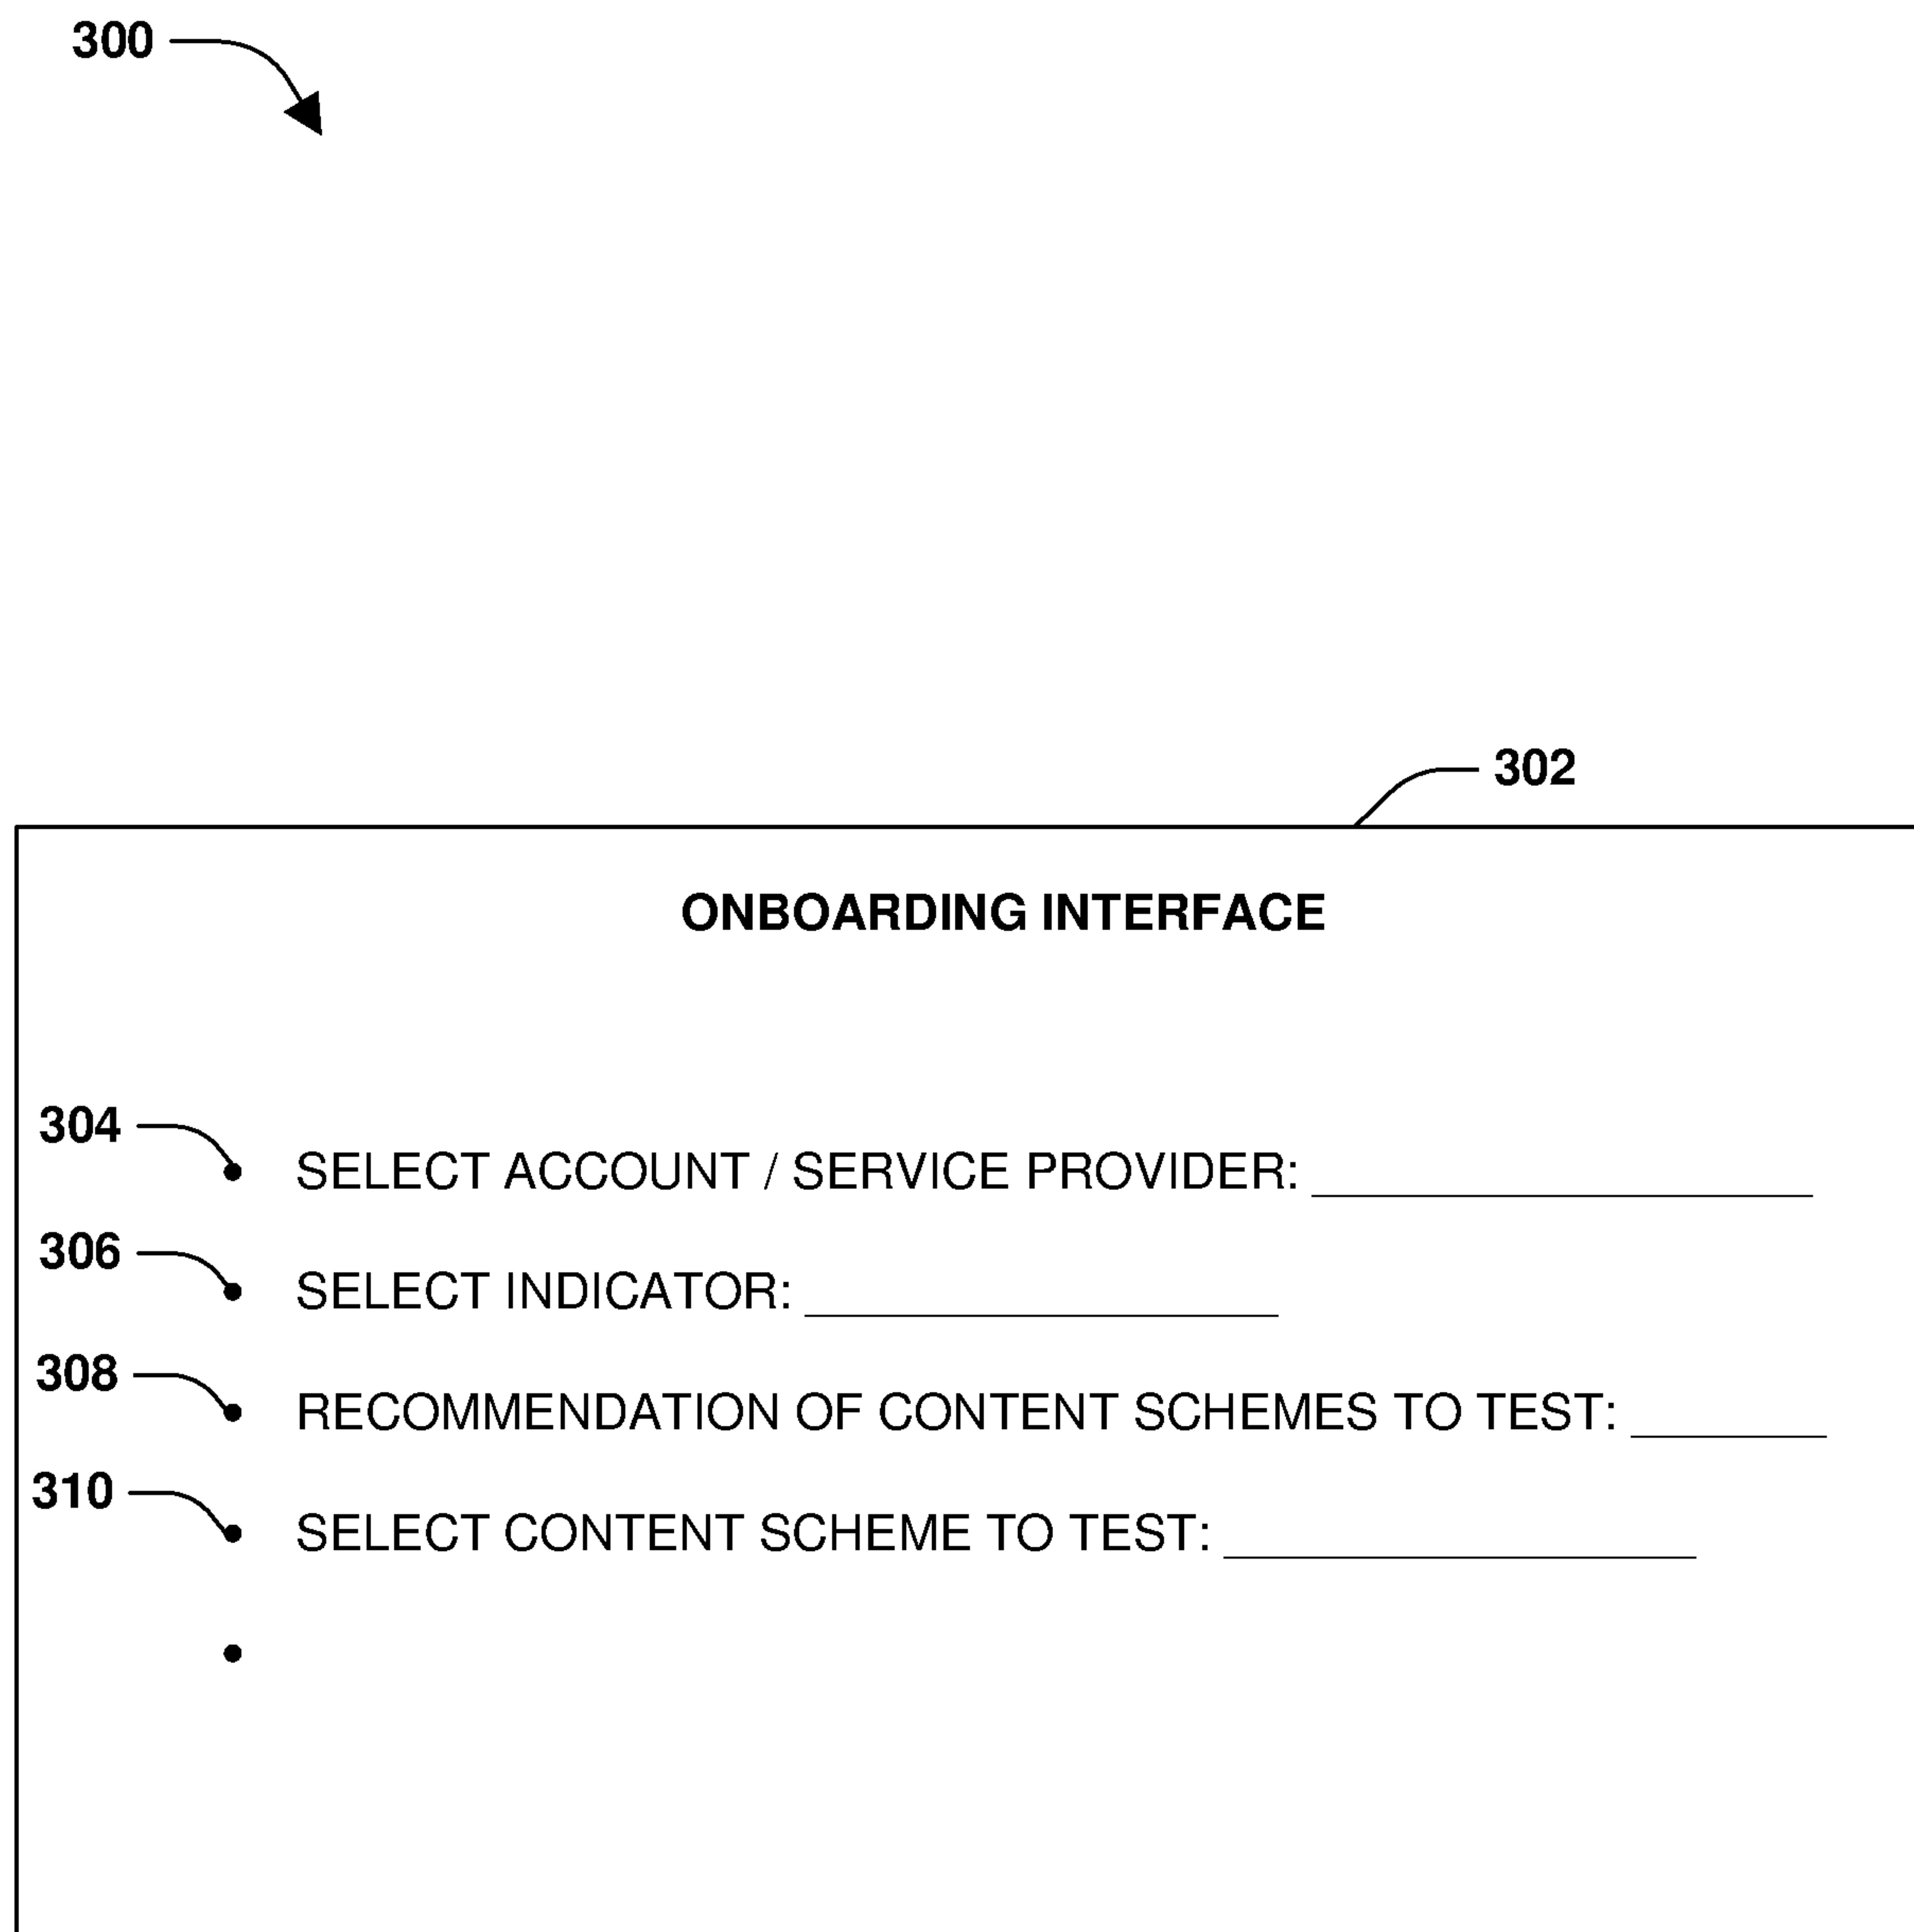 300
302
ONBOARDING INTERFACE
304
• SELECT ACCOUNT / SERVICE PROVIDER: ____________________
306
• SELECT INDICATOR: ___________________
308
• RECOMMENDATION OF CONTENT SCHEMES TO TEST: ________
310
• SELECT CONTENT SCHEME TO TEST: ___________________
•